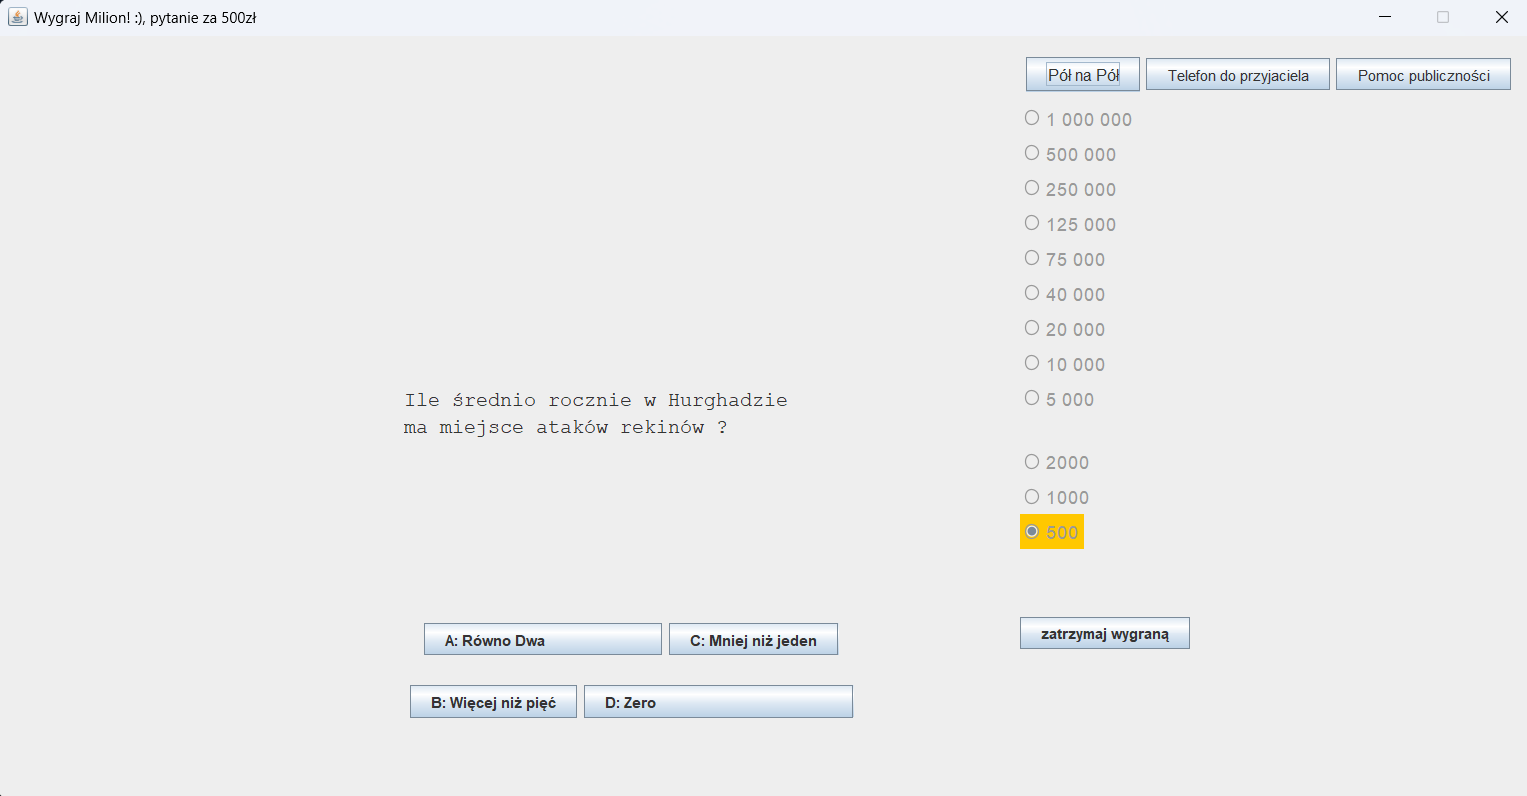 Wygraj Milion! :), pytanie za 500zł
Pół na Pół
Telefon do przyjaciela
Pomoc publiczności
1 000 000
500 000
250 000
125 000
75 000
40 000
20 000
10 000
5 000
2000
1000
500
Ile średnio rocznie w Hurghadzie
ma miejsce ataków rekinów ?
A: Równo Dwa
C: Mniej niż jeden
zatrzymaj wygraną
B: Więcej niż pięć
D: Zero